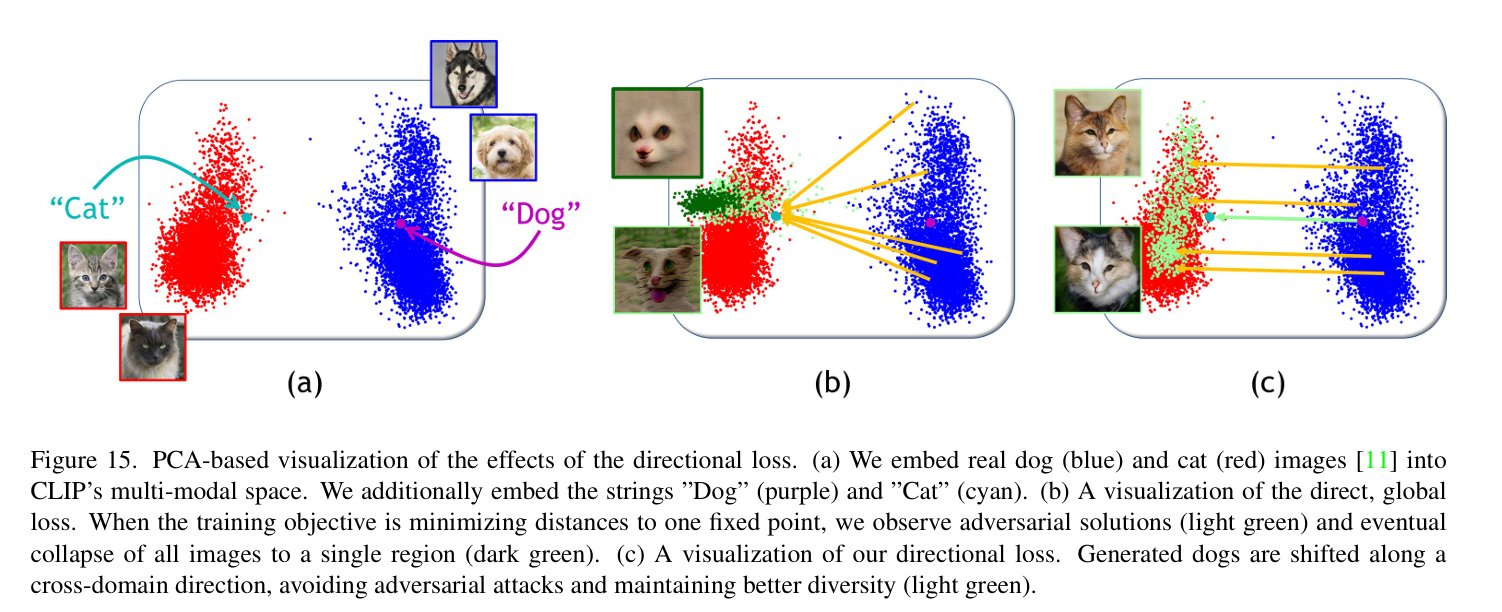 “Cat”
“Dog”
(a)
(b)
(c)
Figure 15. PCA-based visualization of the effects of the directional loss. (a) We embed real dog (blue) and cat (red) images [11] into
CLIP’s multi-modal space. We additionally embed the strings ”Dog” (purple) and ”Cat” (cyan). (b) A visualization of the direct, global
loss. When the training objective is minimizing distances to one fixed point, we observe adversarial solutions (light green) and eventual
collapse of all images to a single region (dark green). (c) A visualization of our directional loss. Generated dogs are shifted along a
cross-domain direction, avoiding adversarial attacks and maintaining better diversity (light green).